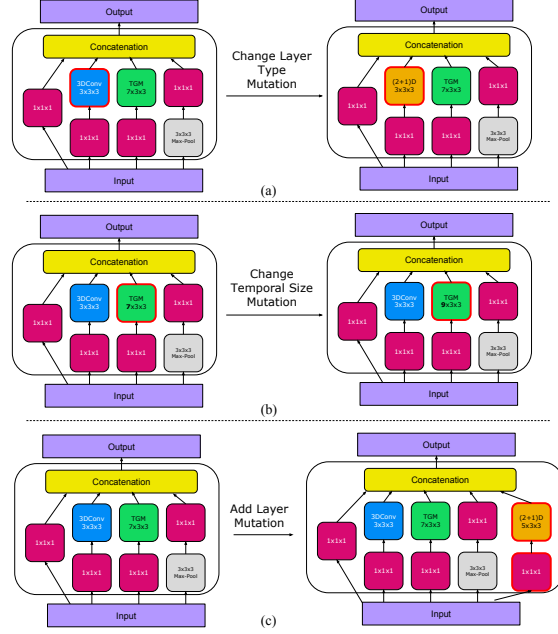 Output
Concatenation
3DConv
3x3x3
TGM
7x3x3
1x1x1
1x1x1
1x1x1
1x1x1
3x3x3
Max-Pool
Input
Change Layer
Type
Mutation
Output
Concatenation
(2+1)D
3x3x3
TGM
7x3x3
1x1x1
1x1x1
1x1x1
1x1x1
3x3x3
Max-Pool
Input
(a)
Output
Concatenation
3DConv
3x3x3
TGM
7x3x3
1x1x1
1x1x1
1x1x1
1x1x1
3x3x3
Max-Pool
Input
Change
Temporal Size
Mutation
Output
Concatenation
3DConv
3x3x3
TGM
9x3x3
1x1x1
1x1x1
1x1x1
1x1x1
3x3x3
Max-Pool
Input
(b)
Output
Concatenation
3DConv
3x3x3
TGM
7x3x3
1x1x1
1x1x1
1x1x1
1x1x1
3x3x3
Max-Pool
Input
Add Layer
Mutation
Output
Concatenation
3DConv
3x3x3
TGM
7x3x3
1x1x1
(2+1)D
5x3x3
1x1x1
1x1x1
1x1x1
3x3x3
Max-Pool
1x1x1
Input
(c)